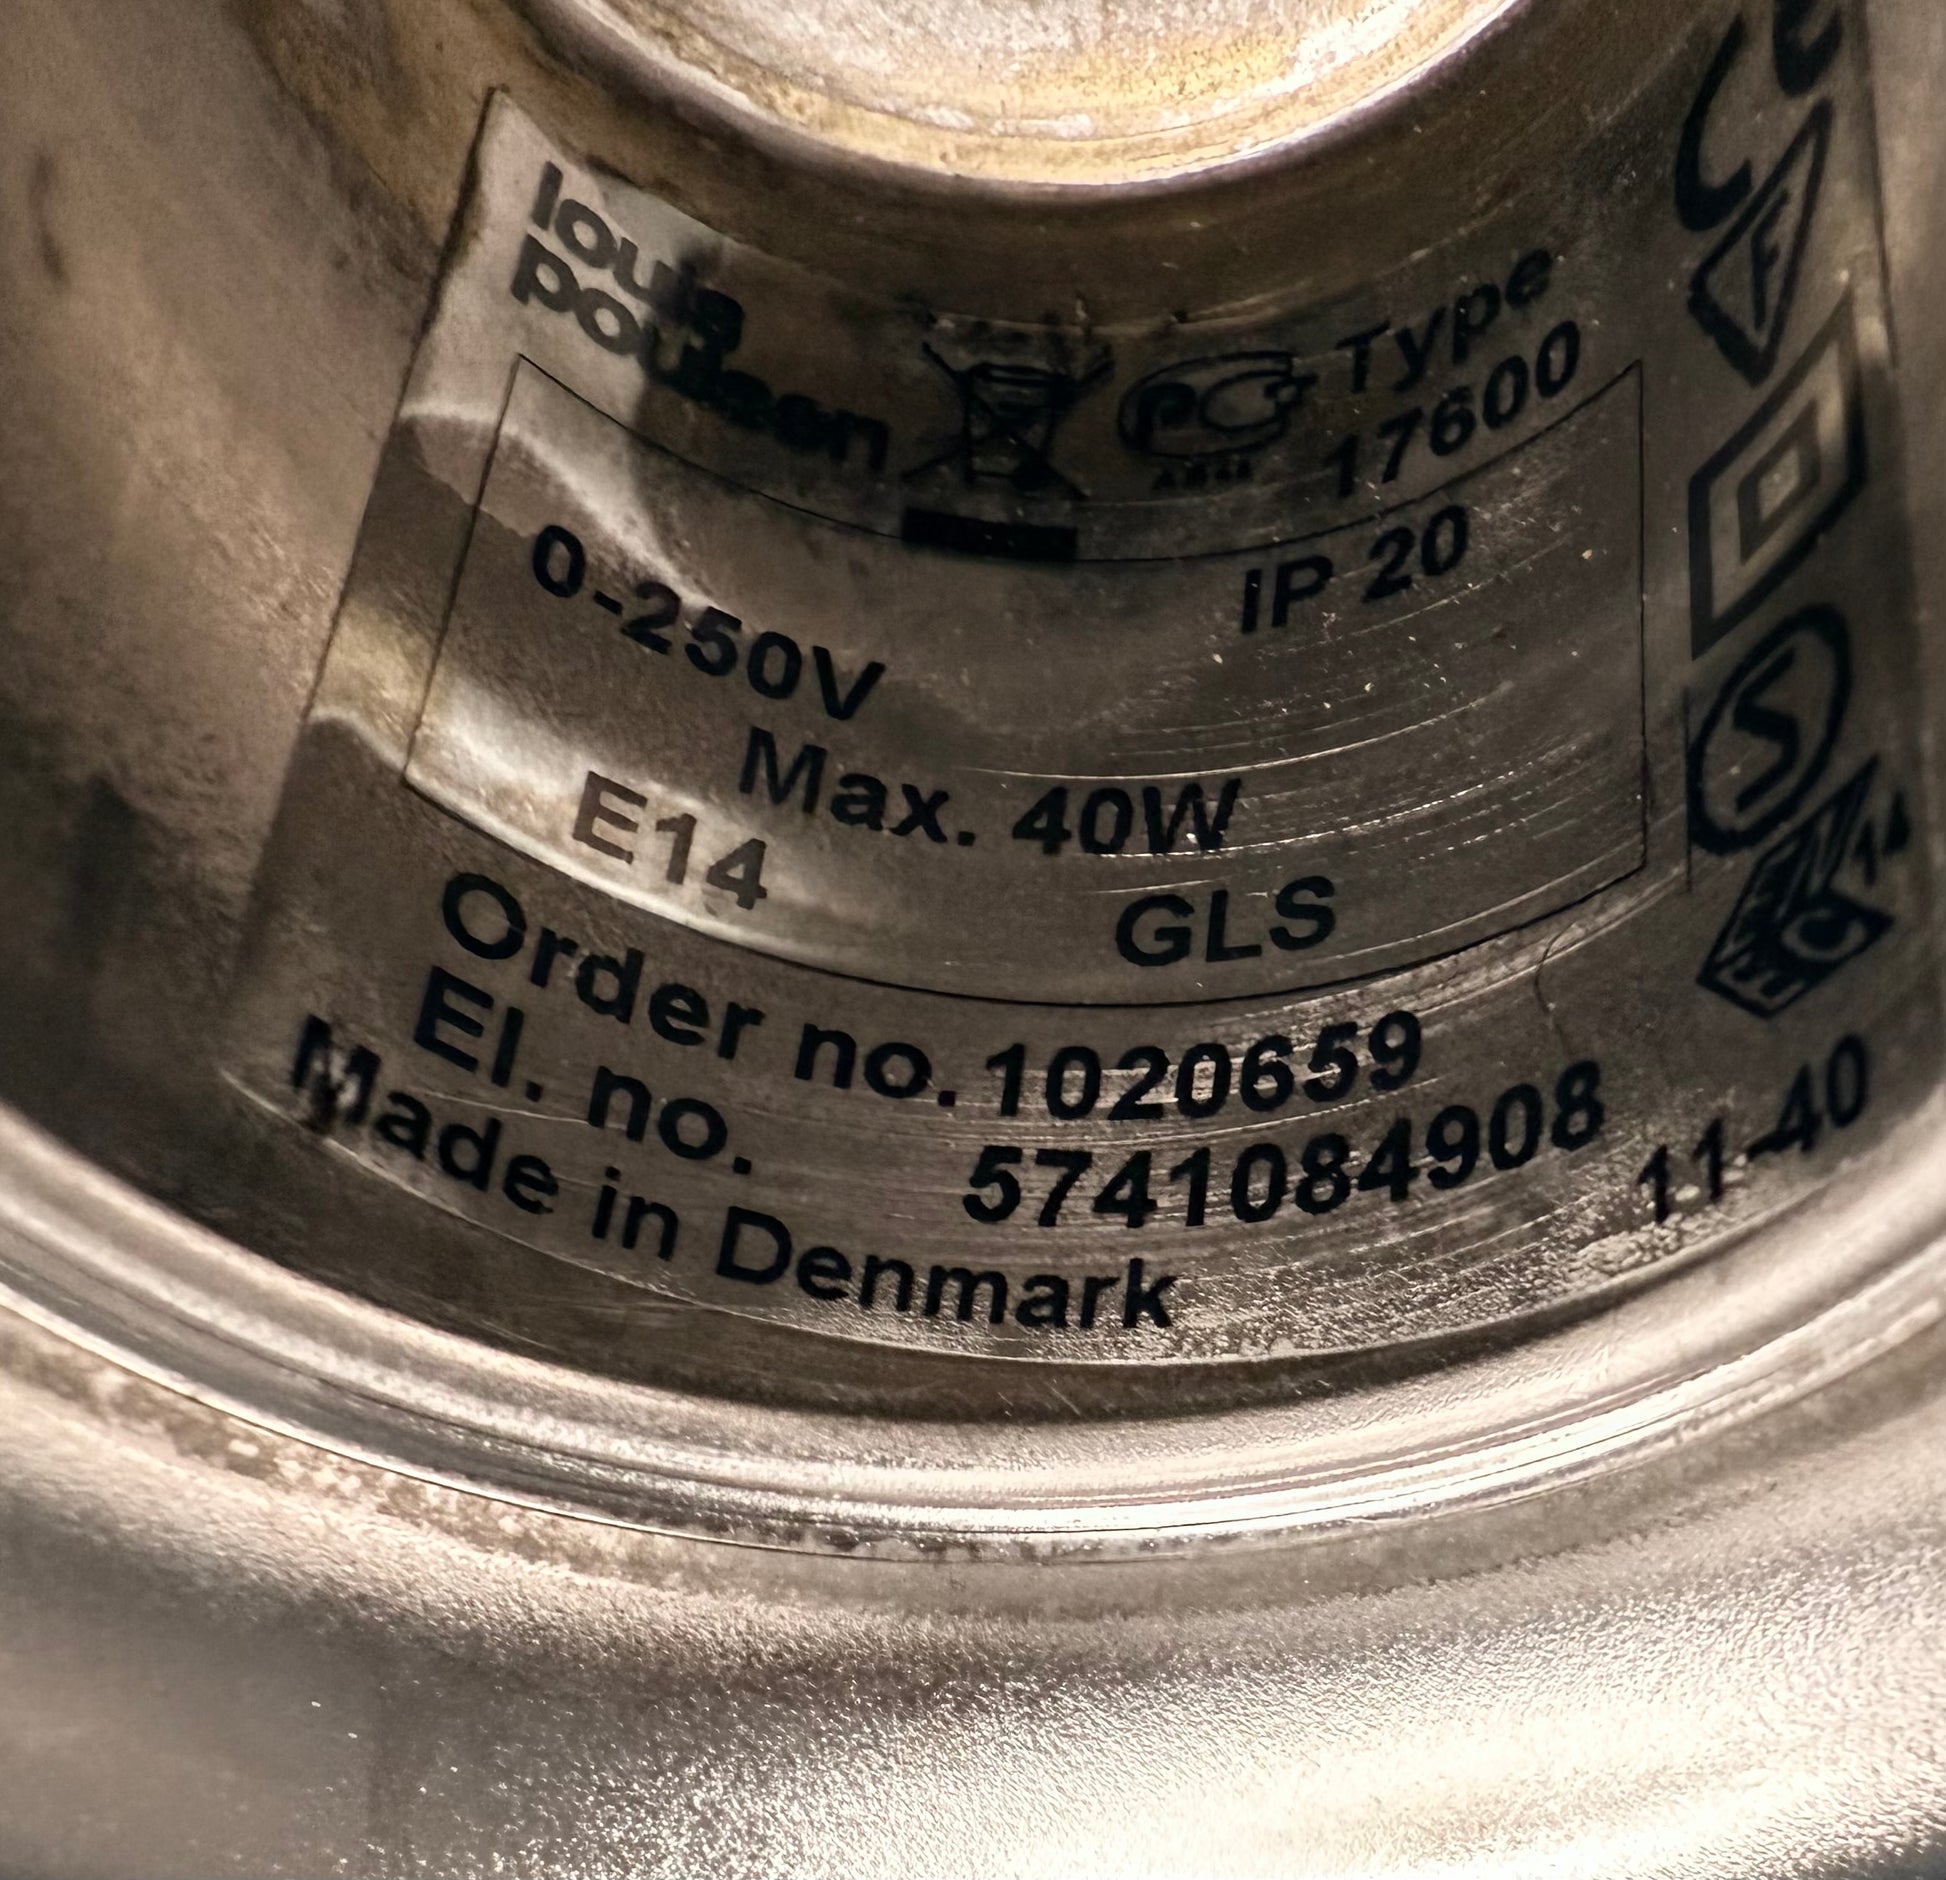 louis
poulsen
Type
17600
CE
F
0-250V
IP 20
Max. 40W
E14
GLS
S
Order no. 1020659
El. no. 5741084908
Made in Denmark
11-40